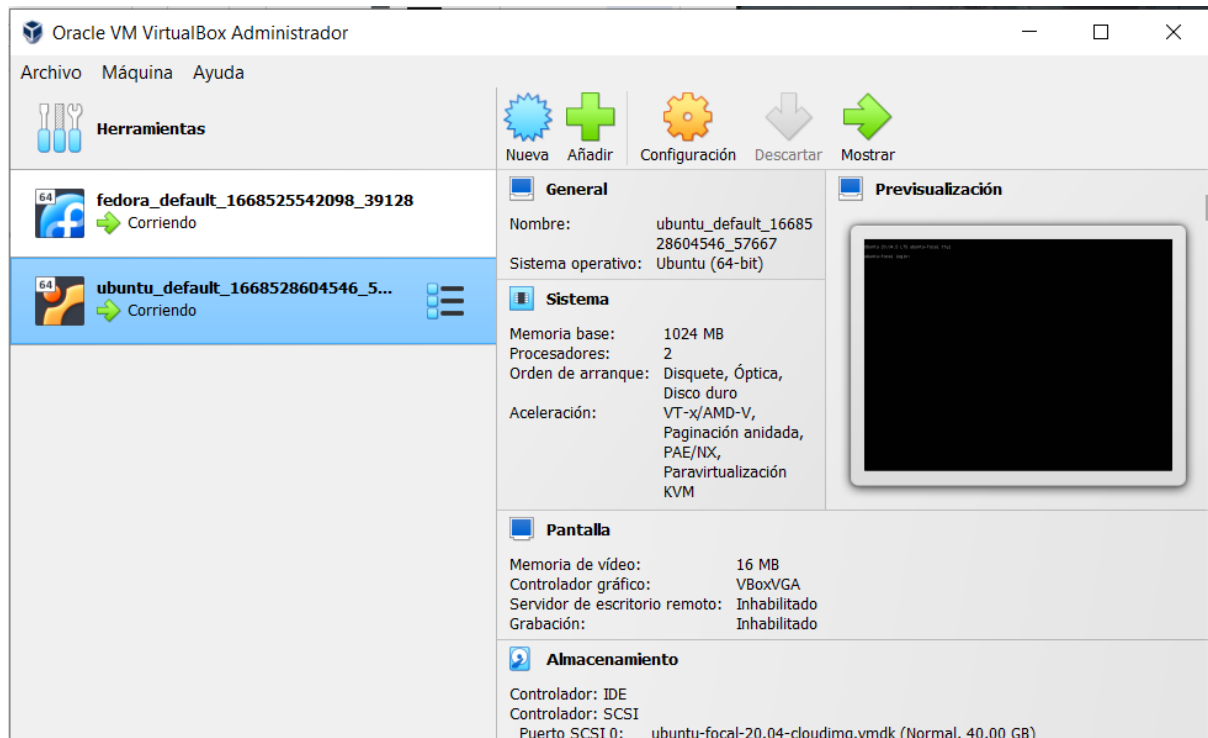 Oracle VM VirtualBox Administrador
Archivo Máquina Ayuda
Herramientas
Nueva Añadir Configuración Descartar Mostrar
64
fedora_default_1668525542098_39128
Corriendo
64
ubuntu_default_1668528604546_5...
Corriendo
General
Nombre: ubuntu_default_16685
28604546_57667
Sistema operativo: Ubuntu (64-bit)
Sistema
Memoria base: 1024 MB
Procesadores: 2
Orden de arranque: Disquete, Óptica,
Disco duro
Aceleración: VT-x/AMD-V,
Paginación anidada,
PAE/NX,
Paravirtualización
KVM
Previsualización
Pantalla
Memoria de vídeo: 16 MB
Controlador gráfico: VBoxVGA
Servidor de escritorio remoto: Inhabilitado
Grabación: Inhabilitado
Almacenamiento
Controlador: IDE
Controlador: SCSI
Puerto SCSI 0: ubuntu-focal-20.04-cloudimg.vmdk (Normal, 40.00 GB)